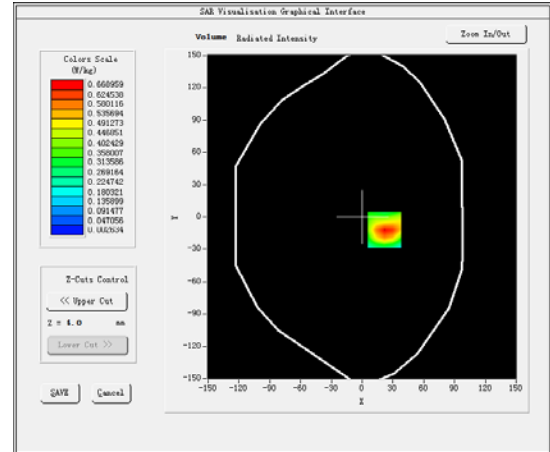 SAR Visualisation Graphical Interface
Volume Radiated Intensity
Zoom In/Out
Colors Scale
(W/kg)
0.668959
0.624538
0.580116
0.535694
0.491273
0.446851
0.402429
0.358007
0.313586
0.269164
0.224742
0.180321
0.135899
0.091477
0.047056
0.002634
150
120
90
60
30
0
-30
-60
-90
-120
-150
Y
-150 -120 -90 -60 -30 0 30 60 90 120 150
X
Z-Cuts Control
<< Upper Cut
Z = 4.0 mm
Lower Cut >>
SAVE Cancel